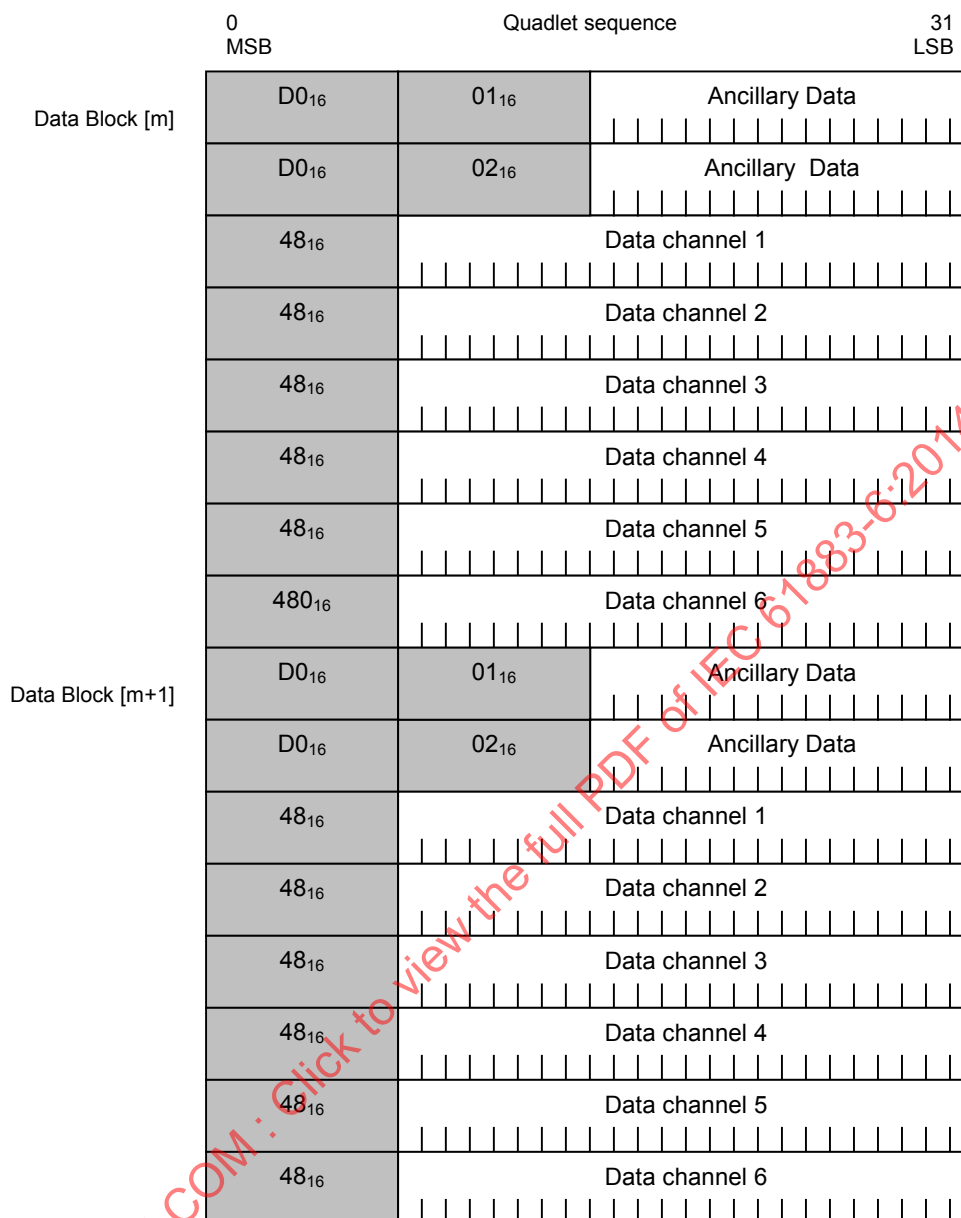 0 Quadlet sequence 31
MSB LSB
Data Block [m] D0₁₆ 01₁₆ Ancillary Data
D0₁₆ 02₁₆ Ancillary Data
48₁₆ Data channel 1
48₁₆ Data channel 2
48₁₆ Data channel 3
48₁₆ Data channel 4
48₁₆ Data channel 5
480₁₆ Data channel 6
Data Block [m+1] D0₁₆ 01₁₆ Ancillary Data
D0₁₆ 02₁₆ Ancillary Data
48₁₆ Data channel 1
48₁₆ Data channel 2
48₁₆ Data channel 3
48₁₆ Data channel 4
48₁₆ Data channel 5
48₁₆ Data channel 6
COM : Click to view the full PDF of IEC 61883-6:2014